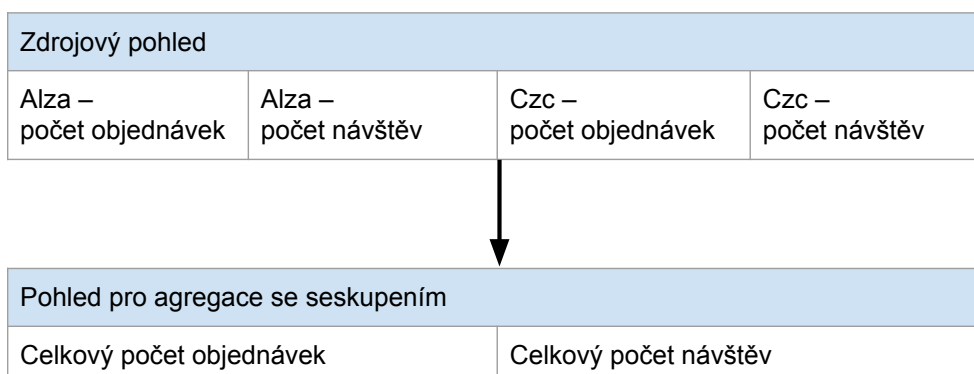 Zdrojový pohled
Alza –
počet objednávek
Alza –
počet návštěv
Czc –
počet objednávek
Czc –
počet návštěv
Pohled pro agregace se seskupením
Celkový počet objednávek
Celkový počet návštěv